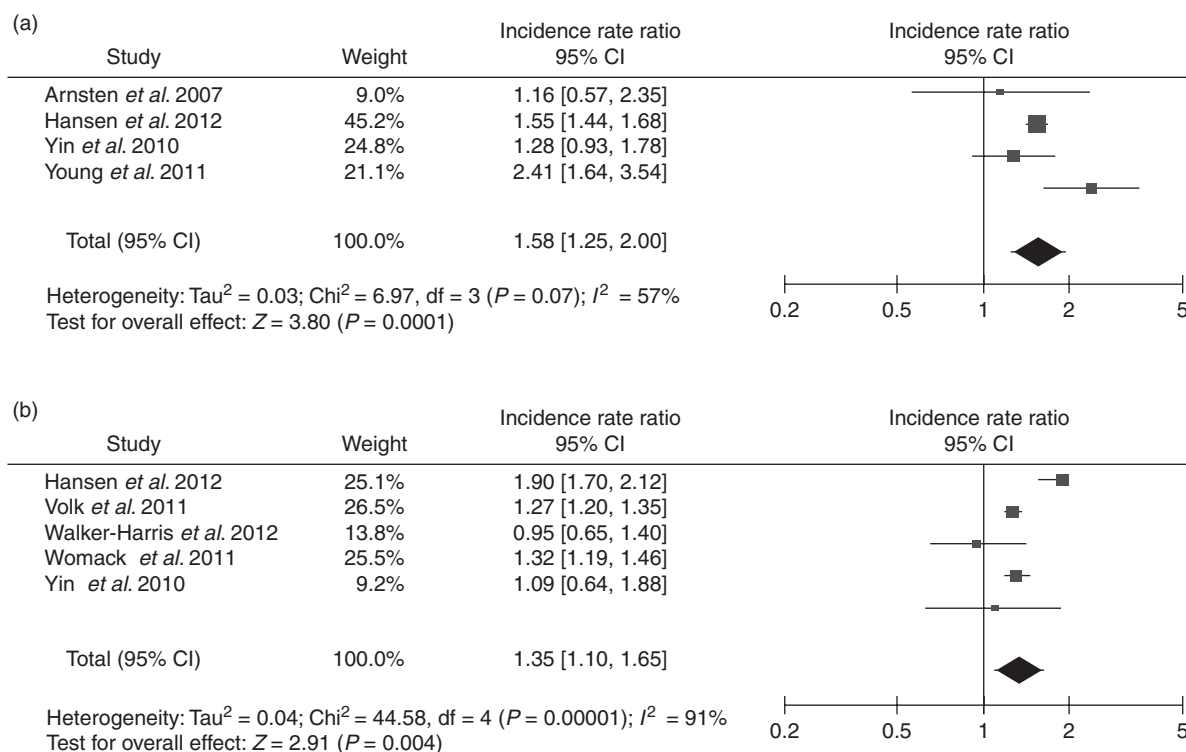 (a)
Incidence rate ratio Incidence rate ratio
Study Weight 95% CI 95% CI
Arnsten et al. 2007 9.0% 1.16 [0.57, 2.35]
Hansen et al. 2012 45.2% 1.55 [1.44, 1.68]
Yin et al. 2010 24.8% 1.28 [0.93, 1.78]
Young et al. 2011 21.1% 2.41 [1.64, 3.54]
Total (95% CI) 100.0% 1.58 [1.25, 2.00]
Heterogeneity: Tau² = 0.03; Chi² = 6.97, df = 3 (P = 0.07); I² = 57%
Test for overall effect: Z = 3.80 (P = 0.0001)
0.2 0.5 1 2 5
(b)
Incidence rate ratio Incidence rate ratio
Study Weight 95% CI 95% CI
Hansen et al. 2012 25.1% 1.90 [1.70, 2.12]
Volk et al. 2011 26.5% 1.27 [1.20, 1.35]
Walker-Harris et al. 2012 13.8% 0.95 [0.65, 1.40]
Womack et al. 2011 25.5% 1.32 [1.19, 1.46]
Yin et al. 2010 9.2% 1.09 [0.64, 1.88]
Total (95% CI) 100.0% 1.35 [1.10, 1.65]
Heterogeneity: Tau² = 0.04; Chi² = 44.58, df = 4 (P = 0.00001); I² = 91%
Test for overall effect: Z = 2.91 (P = 0.004)
0.2 0.5 1 2 5